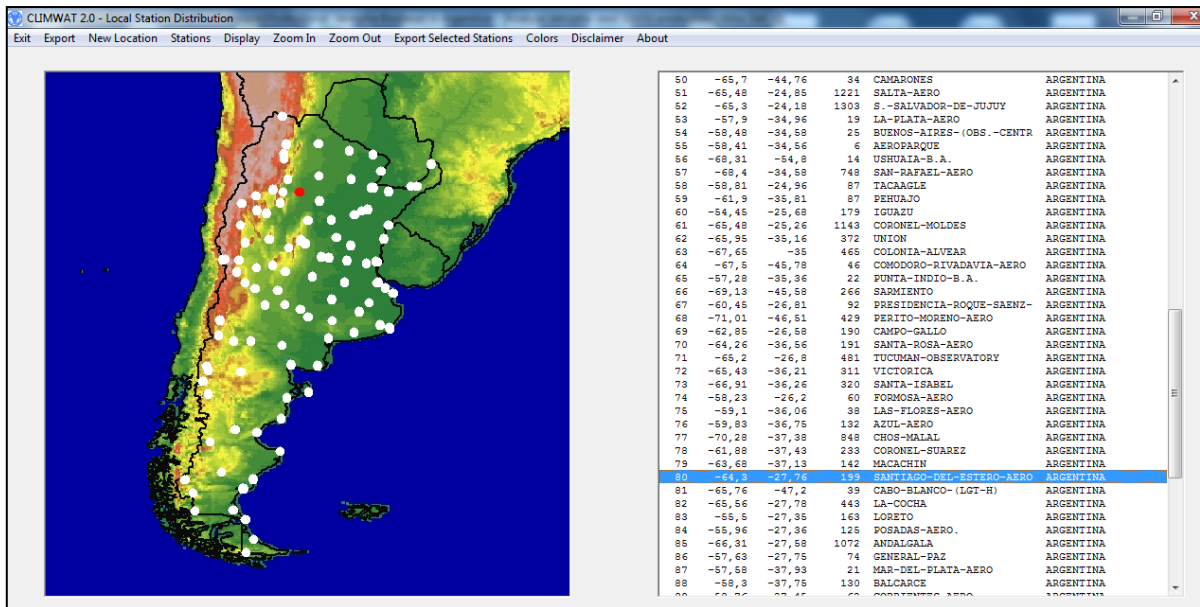 CLIMWAT 2.0 - Local Station Distribution
Exit Export New Location Stations Display Zoom In Zoom Out Export Selected Stations Colors Disclaimer About
50 -65,7 -44,76 34 CAMARONES ARGENTINA
51 -65,48 -24,85 1221 SALTA-AERO ARGENTINA
52 -65,3 -24,18 1303 S.-SALVADOR-DE-JUJUY ARGENTINA
53 -57,9 -34,96 19 LA-PLATA-AERO ARGENTINA
54 -58,48 -34,58 25 BUENOS-AIRES-(OBS.-CENTR ARGENTINA
55 -58,41 -34,56 6 AEROPARQUE ARGENTINA
56 -68,31 -54,8 14 USHUAIA-B.A. ARGENTINA
57 -68,4 -34,58 748 SAN-RAFAEL-AERO ARGENTINA
58 -58,81 -24,96 87 TACAAGLE ARGENTINA
59 -61,9 -35,81 87 PEHUAJO ARGENTINA
60 -54,45 -25,68 179 IGUAZU ARGENTINA
61 -65,48 -25,26 1143 CORONEL-MOLDES ARGENTINA
62 -65,95 -35,16 372 UNION ARGENTINA
63 -67,65 -35 465 COLONIA-ALVEAR ARGENTINA
64 -67,5 -45,78 46 COMODORO-RIVADAVIA-AERO ARGENTINA
65 -57,28 -35,36 22 PUNTA-INDIO-B.A. ARGENTINA
66 -69,13 -45,58 266 SARMIENTO ARGENTINA
67 -60,45 -26,81 92 PRESIDENCIA-ROQUE-SAENZ- ARGENTINA
68 -71,01 -46,51 429 PERITO-MORENO-AERO ARGENTINA
69 -62,85 -26,58 190 CAMPO-GALLO ARGENTINA
70 -64,26 -36,56 191 SANTA-ROSA-AERO ARGENTINA
71 -65,2 -26,8 481 TUCUMAN-OBSERVATORY ARGENTINA
72 -65,43 -36,21 311 VICTORICA ARGENTINA
73 -66,91 -36,26 320 SANTA-ISABEL ARGENTINA
74 -58,23 -26,2 60 FORMOSA-AERO ARGENTINA
75 -59,1 -36,06 38 LAS-FLORES-AERO ARGENTINA
76 -59,83 -36,75 132 AZUL-AERO ARGENTINA
77 -70,28 -37,38 848 CHOS-MALAL ARGENTINA
78 -61,88 -37,43 233 CORONEL-SUAREZ ARGENTINA
79 -63,68 -37,13 142 MACACHIN ARGENTINA
80 -64,3 -27,76 199 SANTIAGO-DEL-ESTERO-AERO ARGENTINA
81 -65,76 -47,2 39 CABO-BLANCO-(LGT-H) ARGENTINA
82 -65,56 -27,78 443 LA-COCHA ARGENTINA
83 -55,5 -27,35 163 LORETO ARGENTINA
84 -55,96 -27,36 125 POSADAS-AERO. ARGENTINA
85 -66,31 -27,58 1072 ANDALGALA ARGENTINA
86 -57,63 -27,75 74 GENERAL-PAZ ARGENTINA
87 -57,58 -37,93 21 MAR-DEL-PLATA-AERO ARGENTINA
88 -58,3 -37,75 130 BALCARCE ARGENTINA